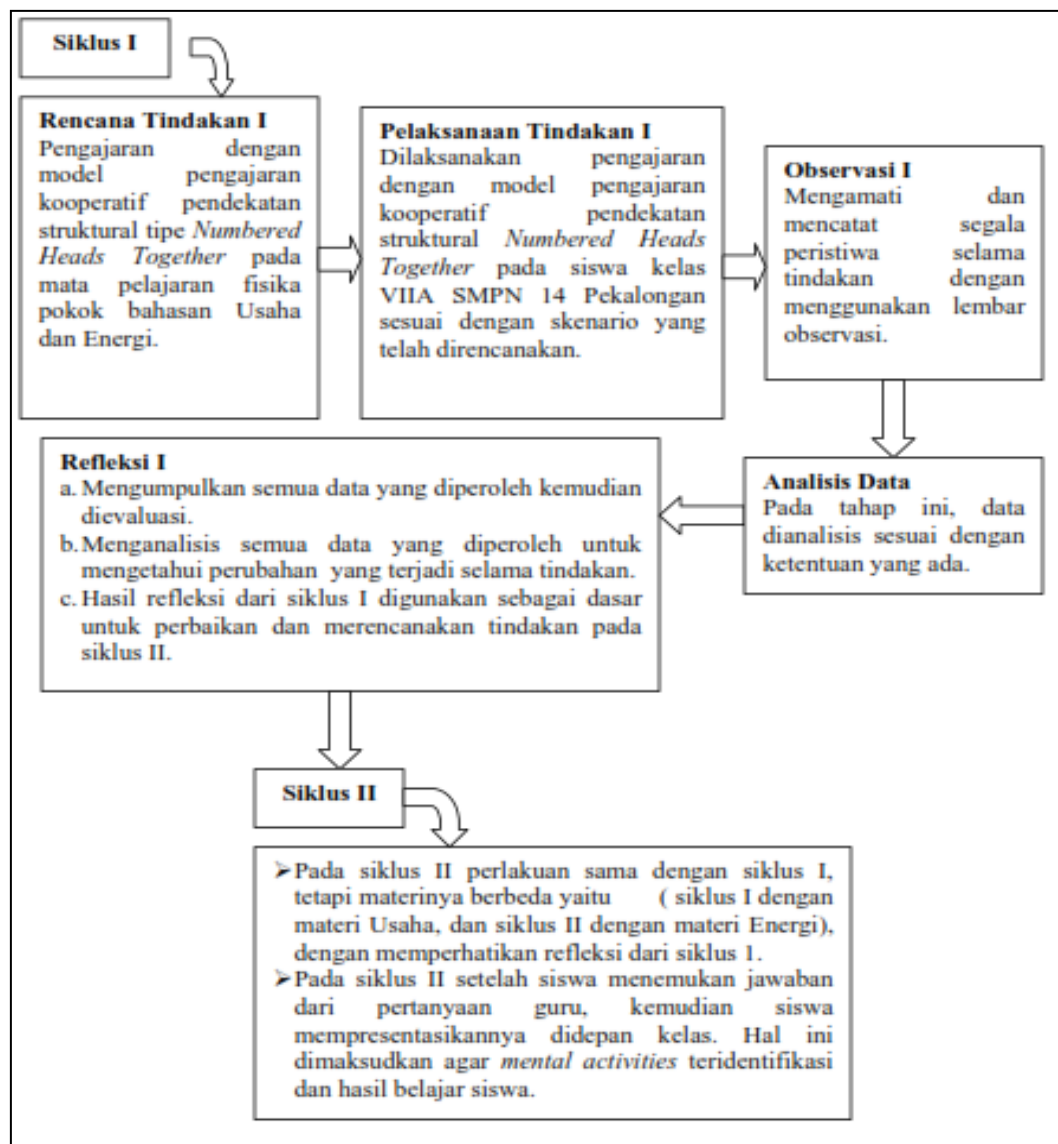 Siklus I
Rencana Tindakan I
Pengajaran dengan
model pengajaran
kooperatif pendekatan
struktural tipe Numbered
Heads Together pada
mata pelajaran fisika
pokok bahasan Usaha
dan Energi.
Pelaksanaan Tindakan I
Dilaksanakan pengajaran
dengan model pengajaran
kooperatif pendekatan
struktural Numbered Heads
Together pada siswa kelas
VIIA SMPN 14 Pekalongan
sesuai dengan skenario yang
telah direncanakan.
Observasi I
Mengamati dan
mencatat segala
peristiwa selama
tindakan dengan
menggunakan lembar
observasi.
Analisis Data
Pada tahap ini, data
dianalisis sesuai dengan
ketentuan yang ada.
Refleksi I
a. Mengumpulkan semua data yang diperoleh kemudian
dievaluasi.
b. Menganalisis semua data yang diperoleh untuk
mengetahui perubahan yang terjadi selama tindakan.
c. Hasil refleksi dari siklus I digunakan sebagai dasar
untuk perbaikan dan merencanakan tindakan pada
siklus II.
Siklus II
➢Pada siklus II perlakuan sama dengan siklus I,
tetapi materinya berbeda yaitu ( siklus I dengan
materi Usaha, dan siklus II dengan materi Energi),
dengan memperhatikan refleksi dari siklus 1.
➢Pada siklus II setelah siswa menemukan jawaban
dari pertanyaan guru, kemudian siswa
mempresentasikannya didepan kelas. Hal ini
dimaksudkan agar mental activities teridentifikasi
dan hasil belajar siswa.